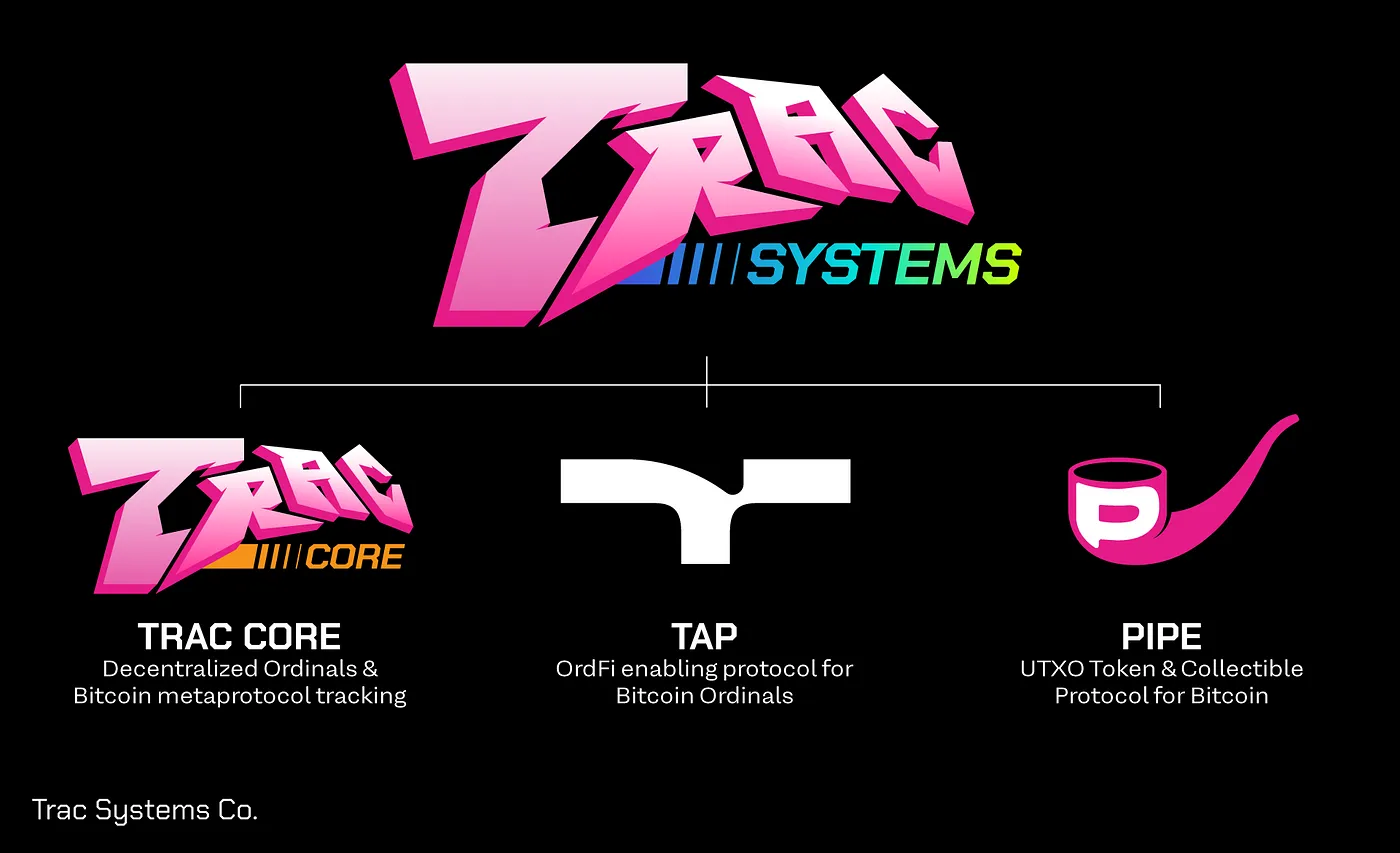 TRAC
SYSTEMS
TRAC
CORE
P
TRAC CORE
Decentralized Ordinals &
Bitcoin metaprotocol tracking
TAP
OrdFi enabling protocol for
Bitcoin Ordinals
PIPE
UTXO Token & Collectible
Protocol for Bitcoin
Trac Systems Co.